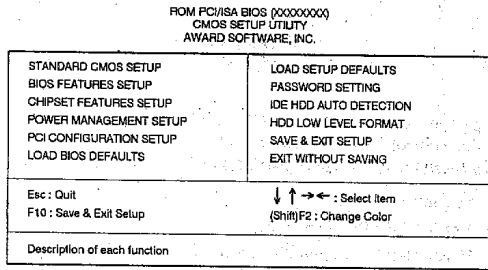 ROM PCI/ISA BIOS (XXXXXXXX)
CMOS SETUP UTILITY
AWARD SOFTWARE, INC.
STANDARD CMOS SETUP
BIOS FEATURES SETUP
CHIPSET FEATURES SETUP
POWER MANAGEMENT SETUP
PCI CONFIGURATION SETUP
LOAD BIOS DEFAULTS
LOAD SETUP DEFAULTS
PASSWORD SETTING
IDE HDD AUTO DETECTION
HDD LOW LEVEL FORMAT
SAVE & EXIT SETUP
EXIT WITHOUT SAVING
Esc : Quit
F10 : Save & Exit Setup
↓ ↑ → ← : Select item
(Shift)F2 : Change Color
Description of each function